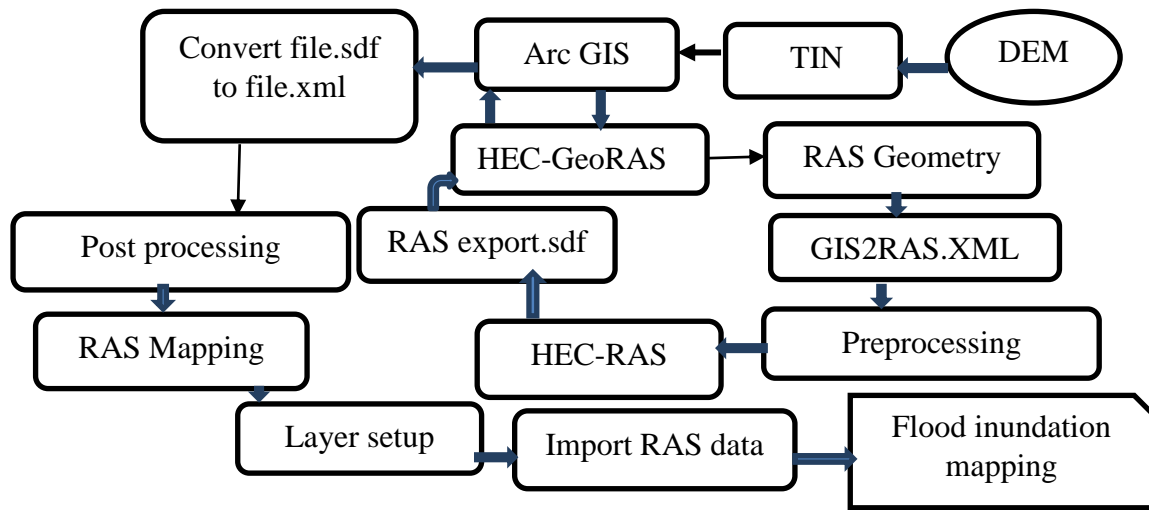 Convert file.sdf
to file.xml
Arc GIS
TIN
DEM
HEC-GeoRAS
RAS Geometry
Post processing
RAS export.sdf
GIS2RAS.XML
RAS Mapping
HEC-RAS
Preprocessing
Layer setup
Import RAS data
Flood inundation
mapping